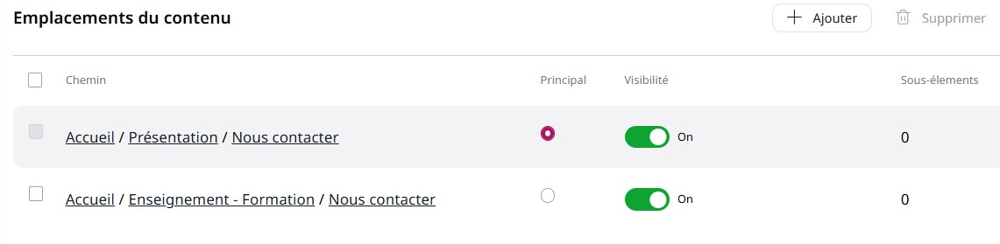 Emplacements du contenu
Ajouter
Supprimer
Chemin Principal Visibilité Sous-élements
Accueil / Présentation / Nous contacter On 0
Accueil / Enseignement - Formation / Nous contacter On 0